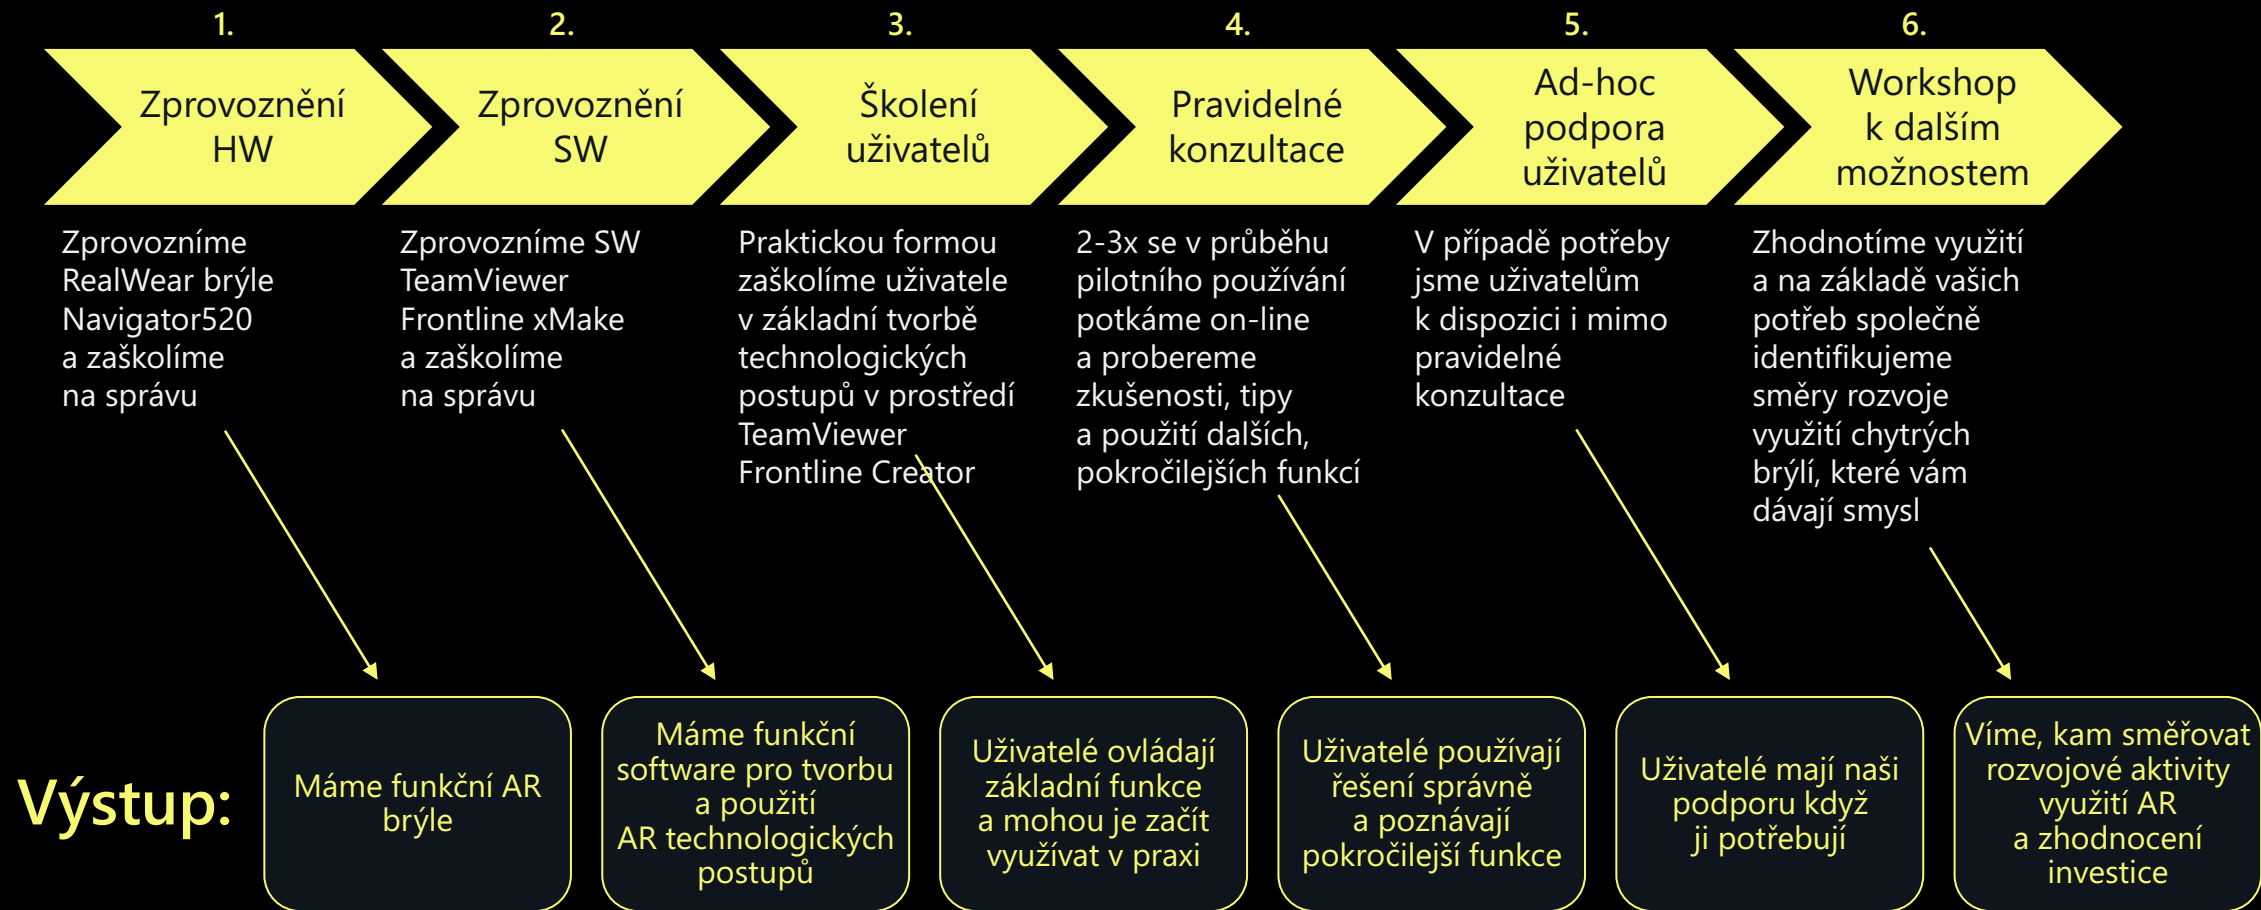 1.
Zprovoznění
HW
2.
Zprovoznění
SW
3.
Školení
uživatelů
4.
Pravidelné
konzultace
5.
Ad-hoc
podpora
uživatelů
6.
Workshop
k dalším
možnostem
Zprovozníme
RealWear brýle
Navigator520
a zaškolíme
na správu
Zprovozníme SW
TeamViewer
Frontline xMake
a zaškolíme
na správu
Praktickou formou
zaškolíme uživatele
v základní tvorbě
technologických
postupů v prostředí
TeamViewer
Frontline Creator
2-3x se v průběhu
pilotního používání
potkáme on-line
a probereme
zkušenosti, tipy
a použití dalších,
pokročilejších funkcí
V případě potřeby
jsme uživatelům
k dispozici i mimo
pravidelné
konzultace
Zhodnotíme využití
a na základě vašich
potřeb společně
identifikujeme
směry rozvoje
využití chytrých
brýlí, které vám
dávají smysl
Výstup:
Máme funkční AR
brýle
Máme funkční
software pro tvorbu
a použití
AR technologických
postupů
Uživatelé ovládají
základní funkce
a mohou je začít
využívat v praxi
Uživatelé používají
řešení správně
a poznávají
pokročilejší funkce
Uživatelé mají naši
podporu když
ji potřebují
Víme, kam směřovat
rozvojové aktivity
využití AR
a zhodnocení
investice